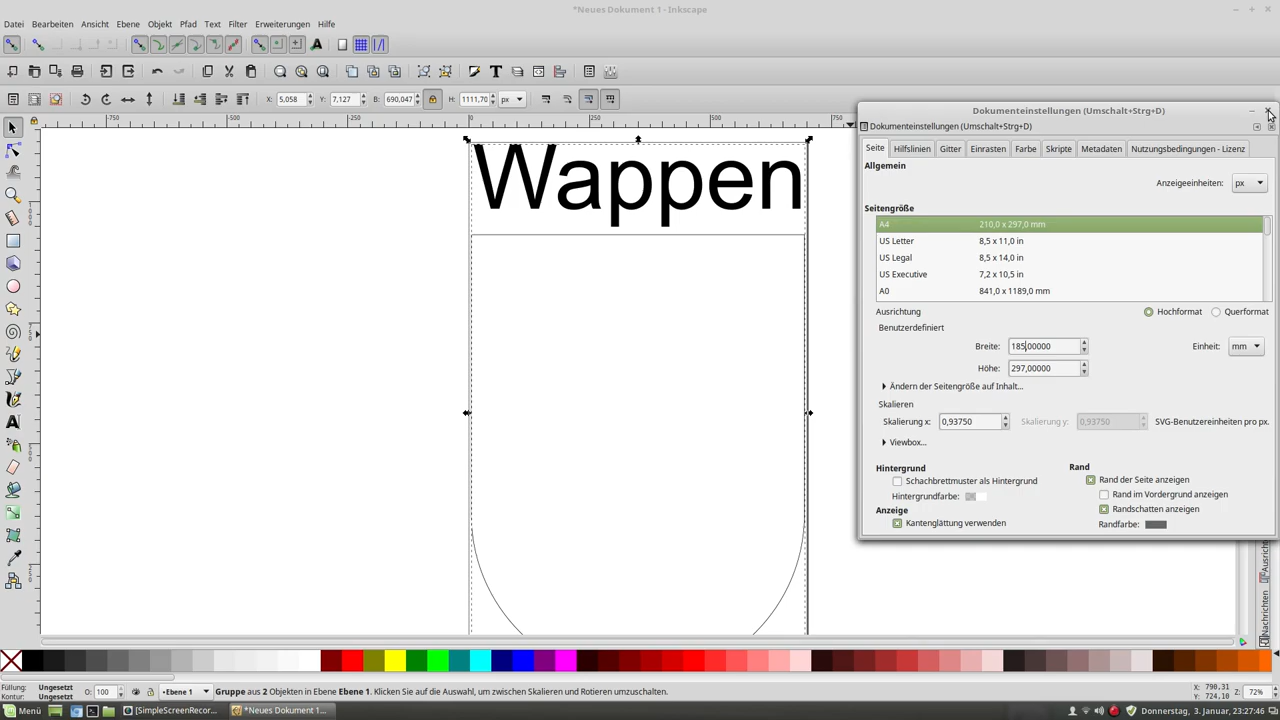 *Neues Dokument 1 - Inkscape
Datei Bearbeiten Ansicht Ebene Objekt Pfad Text Filter Erweiterungen Hilfe
X: 5,058 Y: 7,127 B: 690,047 H: 1111,70 px
-750 -500 -250 0 250 500 750
Wappen
Dokumenteinstellungen (Umschalt+Strg+D)
Dokumenteinstellungen (Umschalt+Strg+D)
Seite Hilfslinien Gitter Einrasten Farbe Skripte Metadaten Nutzungsbedingungen - Lizenz
Allgemein
Anzeigeeinheiten: px
Seitengröße
A4 210,0 x 297,0 mm
US Letter 8,5 x 11,0 in
US Legal 8,5 x 14,0 in
US Executive 7,2 x 10,5 in
A0 841,0 x 1189,0 mm
Ausrichtung Hochformat Querformat
Benutzerdefiniert
Breite: 185,00000 Einheit: mm
Höhe: 297,00000
Ändern der Seitengröße auf Inhalt...
Skalieren
Skalierung x: 0,93750 Skalierung y: 0,93750 SVG-Benutzereinheiten pro px.
Viewbox...
Hintergrund Rand
Schachbrettmuster als Hintergrund Rand der Seite anzeigen
Hintergrundfarbe: Rand im Vordergrund anzeigen
Anzeige Randschatten anzeigen
Kantenglättung verwenden Randfarbe:
Füllung: Ungesetzt
Kontur: Ungesetzt
O: 100 Ebene 1 Gruppe aus 2 Objekten in Ebene Ebene 1. Klicken Sie auf die Auswahl, um zwischen Skalieren und Rotieren umzuschalten.
X: 790,31
Y: 724,10
Z: 72%
Menü [SimpleScreenRecor... *Neues Dokument 1... Donnerstag, 3. Januar, 23:27:46